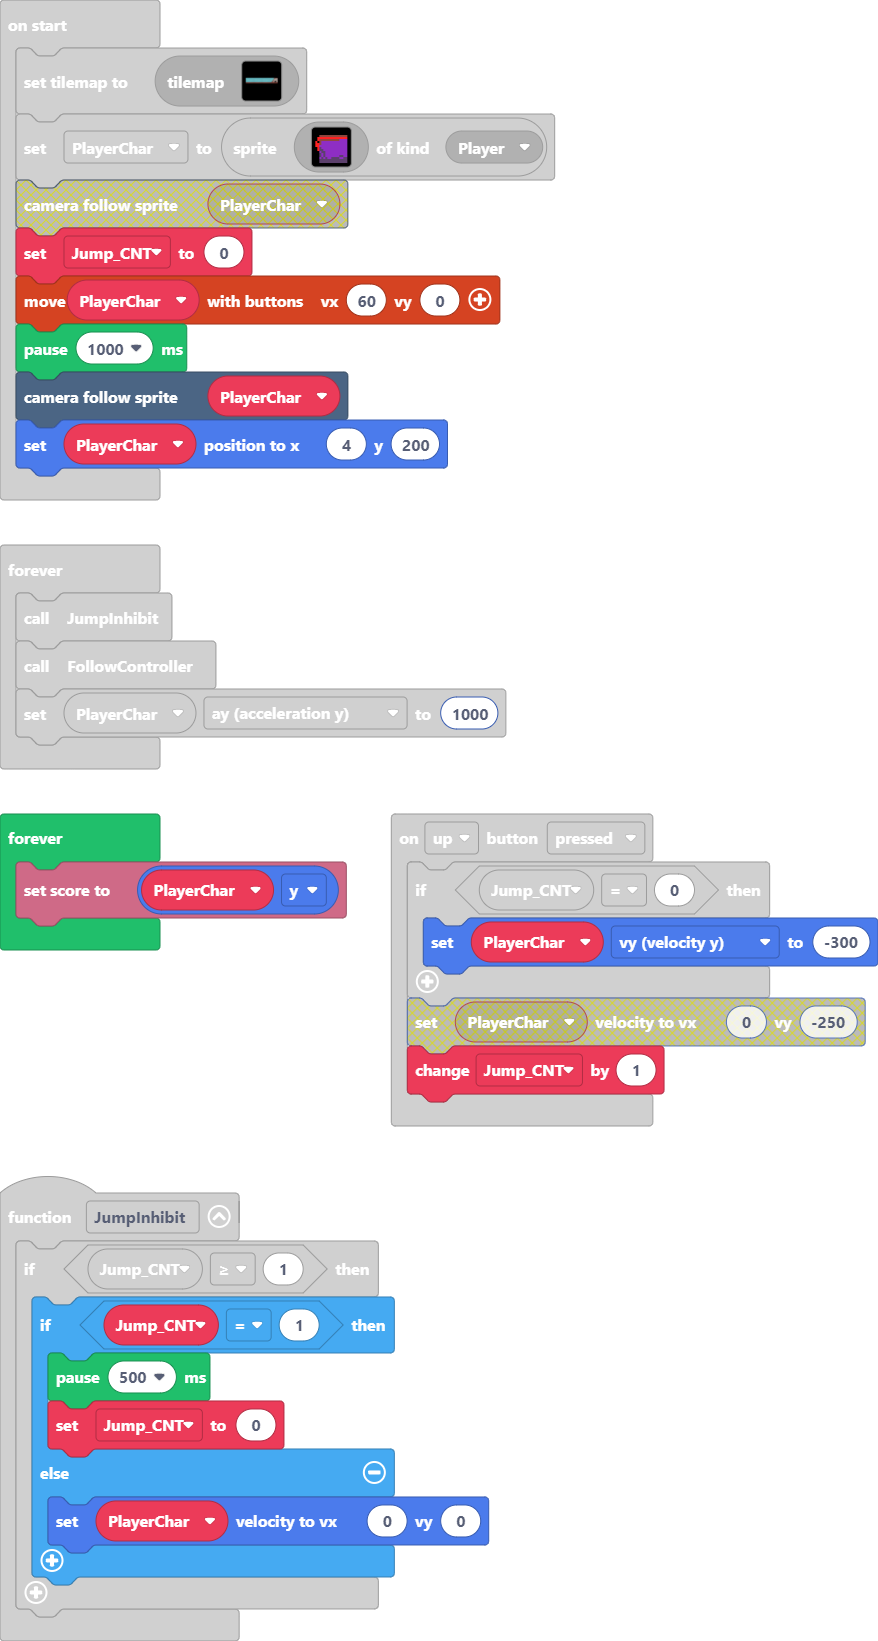 on start
set tilemap to tilemap
set PlayerChar to sprite of kind Player
camera follow sprite PlayerChar
set Jump_CNT to 0
move PlayerChar with buttons vx 60 vy 0
pause 1000 ms
camera follow sprite PlayerChar
set PlayerChar position to x 4 y 200
forever
call JumpInhibit
call FollowController
set PlayerChar ay (acceleration y) to 1000
forever
set score to PlayerChar y
on up button pressed
if Jump_CNT = 0 then
set PlayerChar vy (velocity y) to -300
set PlayerChar velocity to vx 0 vy -250
change Jump_CNT by 1
function JumpInhibit
if Jump_CNT ≥ 1 then
if Jump_CNT = 1 then
pause 500 ms
set Jump_CNT to 0
else
set PlayerChar velocity to vx 0 vy 0